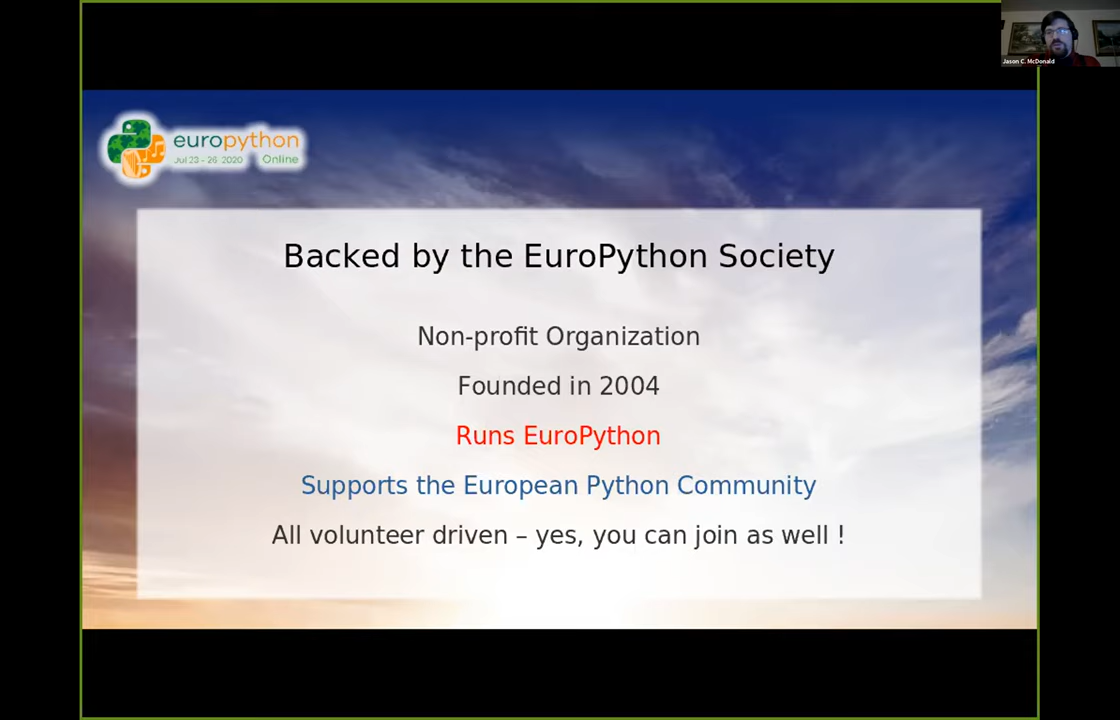 Jason C. McDonald
europython
Jul 23 - 26 2020 Online
Backed by the EuroPython Society
Non-profit Organization
Founded in 2004
Runs EuroPython
Supports the European Python Community
All volunteer driven – yes, you can join as well !